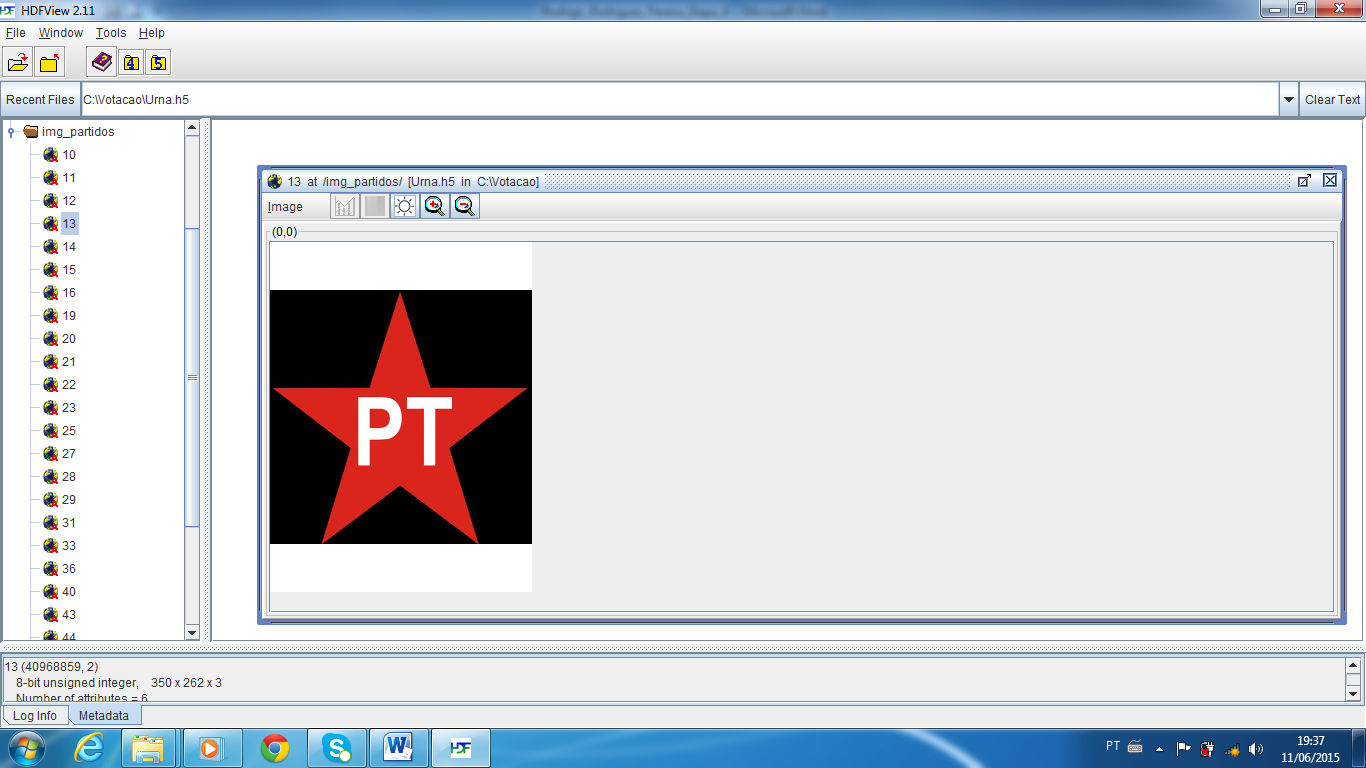 HDFView 2.11
File Window Tools Help
4 5
Recent Files C:\Votacao\Urna.h5 Clear Text
img_partidos
10
11
12
13
14
15
16
19
20
21
22
23
25
27
28
29
31
33
36
40
43
44
13 at /img_partidos/ [Urna.h5 in C:\Votacao]
Image
(0,0)
PT
13 (40968859, 2)
8-bit unsigned integer, 350 x 262 x 3
Number of attributes = 6
Log Info Metadata
PT 19:37
11/06/2015